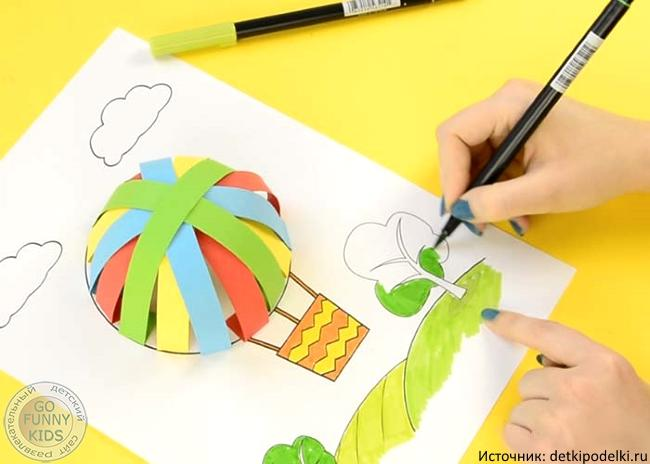 развлекательный детский сайт
GO
FUNNY
KIDS
Источник: detkipodelki.ru